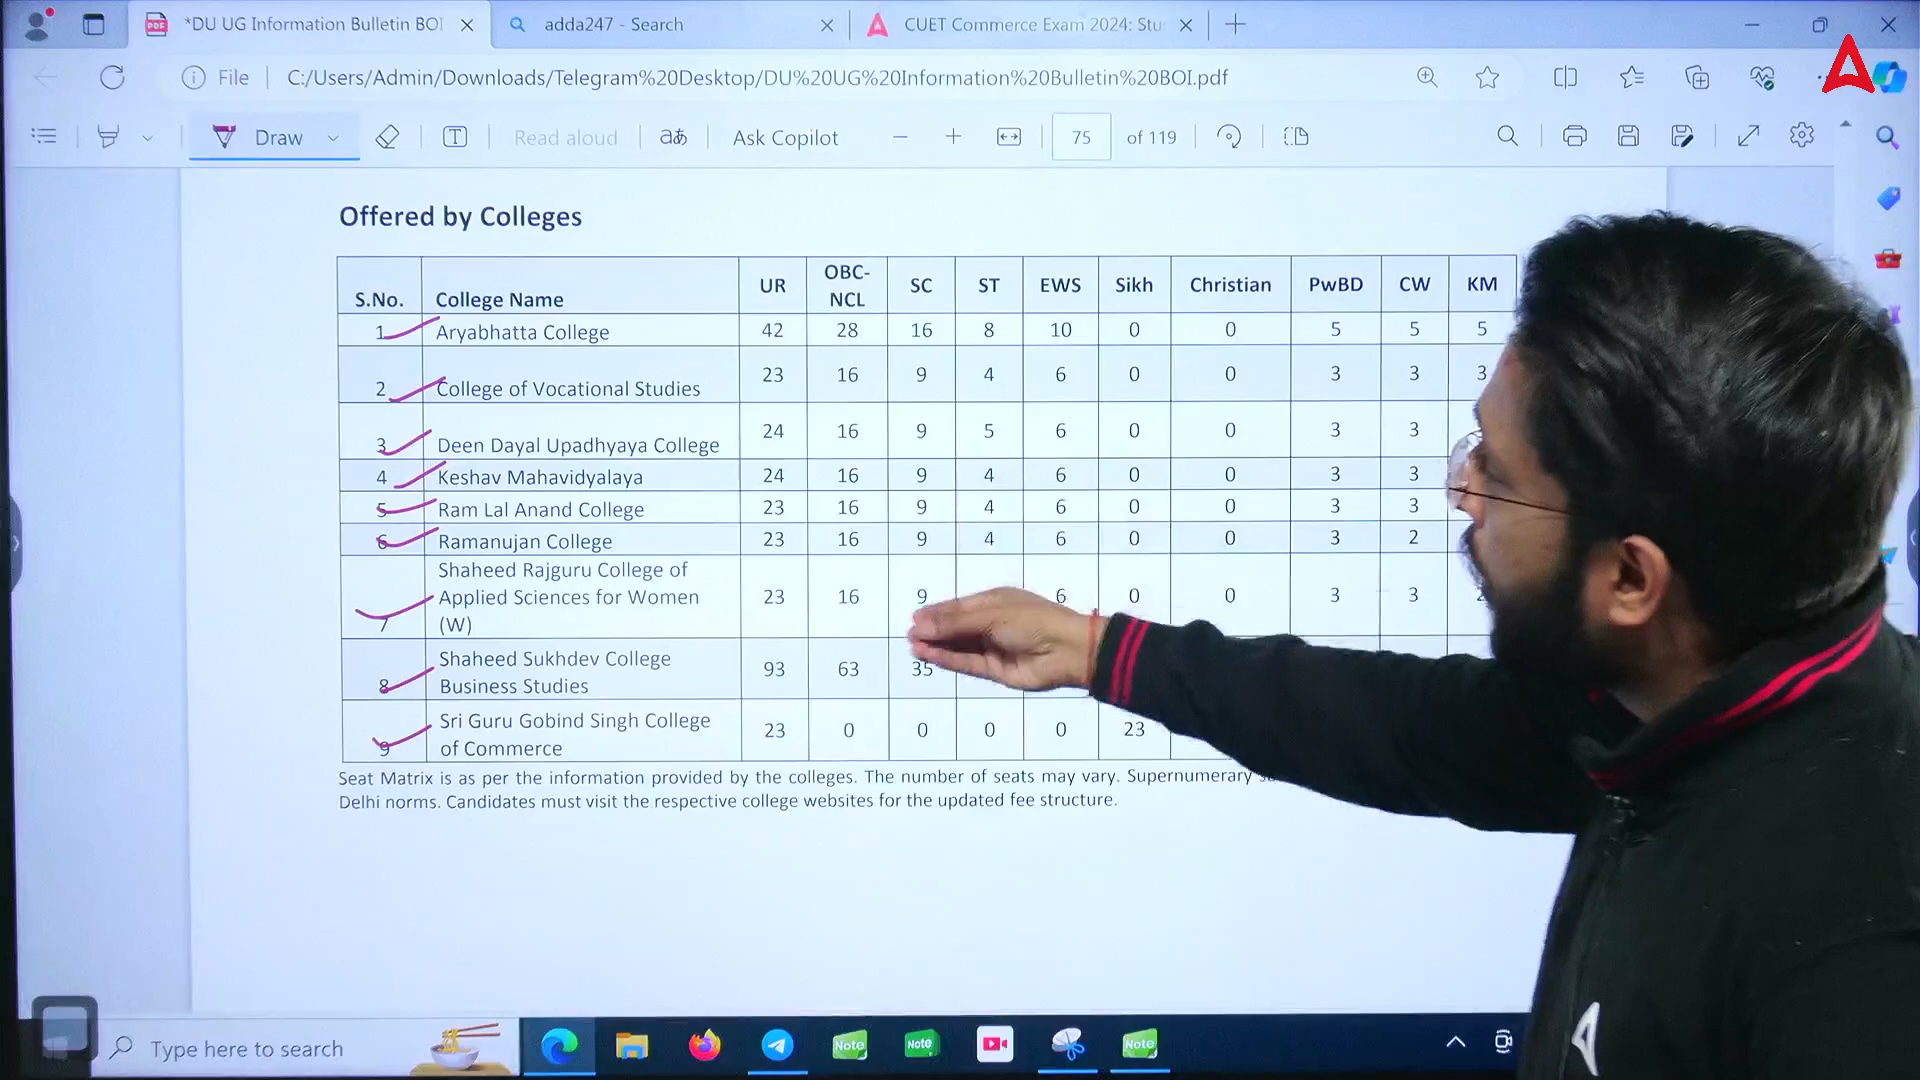 *DU UG Information Bulletin BOI
adda247 - Search
CUET Commerce Exam 2024: Stu
File
C:/Users/Admin/Downloads/Telegram%20Desktop/DU%20UG%20Information%20Bulletin%20BOI.pdf
Draw
Read aloud
aあ
Ask Copilot
75 of 119
Offered by Colleges
S.No. College Name UR OBC-NCL SC ST EWS Sikh Christian PwBD CW KM
1 Aryabhatta College 42 28 16 8 10 0 0 5 5 5
2 College of Vocational Studies 23 16 9 4 6 0 0 3 3 3
3 Deen Dayal Upadhyaya College 24 16 9 5 6 0 0 3 3
4 Keshav Mahavidyalaya 24 16 9 4 6 0 0 3 3
5 Ram Lal Anand College 23 16 9 4 6 0 0 3 3
6 Ramanujan College 23 16 9 4 6 0 0 3 2
Shaheed Rajguru College of
7 Applied Sciences for Women 23 16 9 6 0 0 3 3
(W)
Shaheed Sukhdev College
8 Business Studies 93 63 35
Sri Guru Gobind Singh College
9 of Commerce 23 0 0 0 0 23
Seat Matrix is as per the information provided by the colleges. The number of seats may vary. Supernumerary
Delhi norms. Candidates must visit the respective college websites for the updated fee structure.
Type here to search
Note
Note
Note